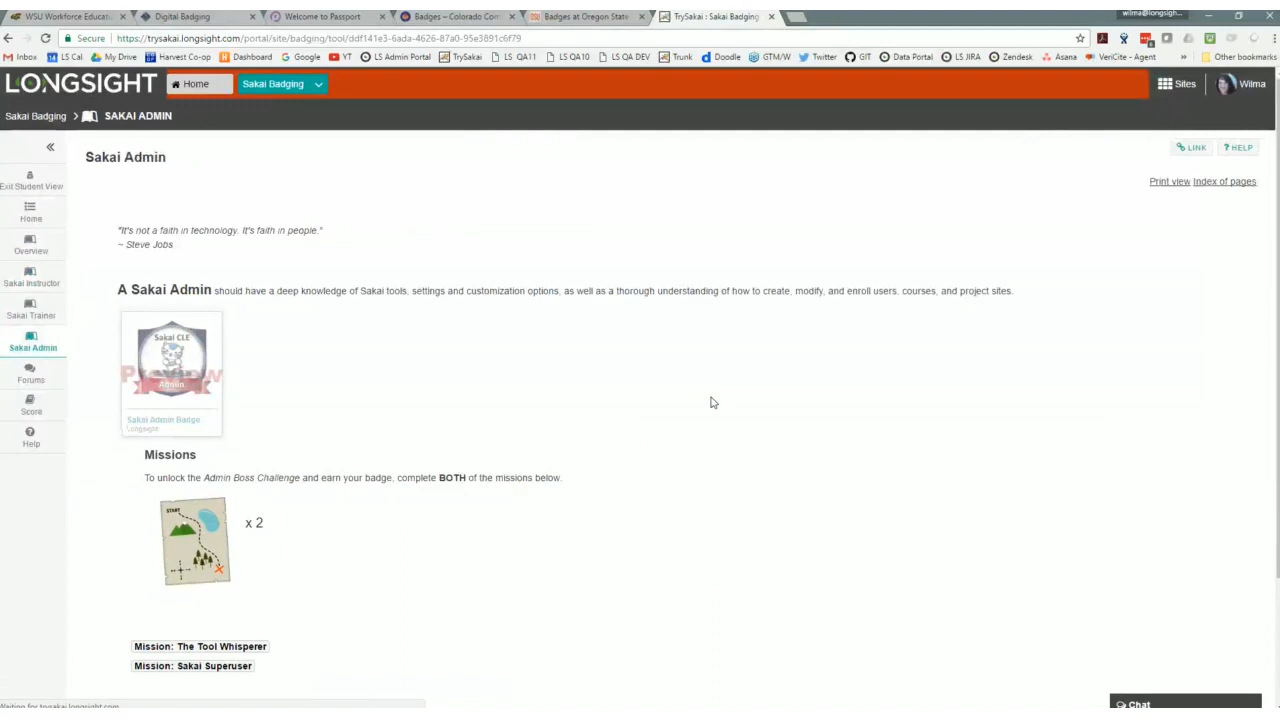 WSU Workforce Educati
Digital Badging
Welcome to Passport
Badges – Colorado Com
Badges at Oregon State
TrySakai : Sakai Badging
wilma@longsigh...
Secure https://trysakai.longsight.com/portal/site/badging/tool/ddf141e3-6ada-4626-87a0-95e3891c6f79
Inbox LS Cal My Drive Harvest Co-op Dashboard Google YT LS Admin Portal TrySakai LS QA11 LS QA10 LS QA DEV Trunk Doodle GTM/W Twitter GIT Data Portal LS JIRA Zendesk Asana VeriCite - Agent » Other bookmarks
LONGSIGHT Home Sakai Badging Sites Wilma
Sakai Badging > SAKAI ADMIN
«
Exit Student View
Home
Overview
Sakai Instructor
Sakai Trainer
Sakai Admin
Forums
Score
Help
Sakai Admin
LINK ? HELP
Print view Index of pages
"It's not a faith in technology. It's faith in people."
~ Steve Jobs
A Sakai Admin should have a deep knowledge of Sakai tools, settings and customization options, as well as a thorough understanding of how to create, modify, and enroll users, courses, and project sites.
Sakai CLE
Preview
Admin
Sakai Admin Badge
Longsight
Missions
To unlock the Admin Boss Challenge and earn your badge, complete BOTH of the missions below.
START
x 2
Mission: The Tool Whisperer
Mission: Sakai Superuser
Waiting for trysakai.longsight.com
Chat